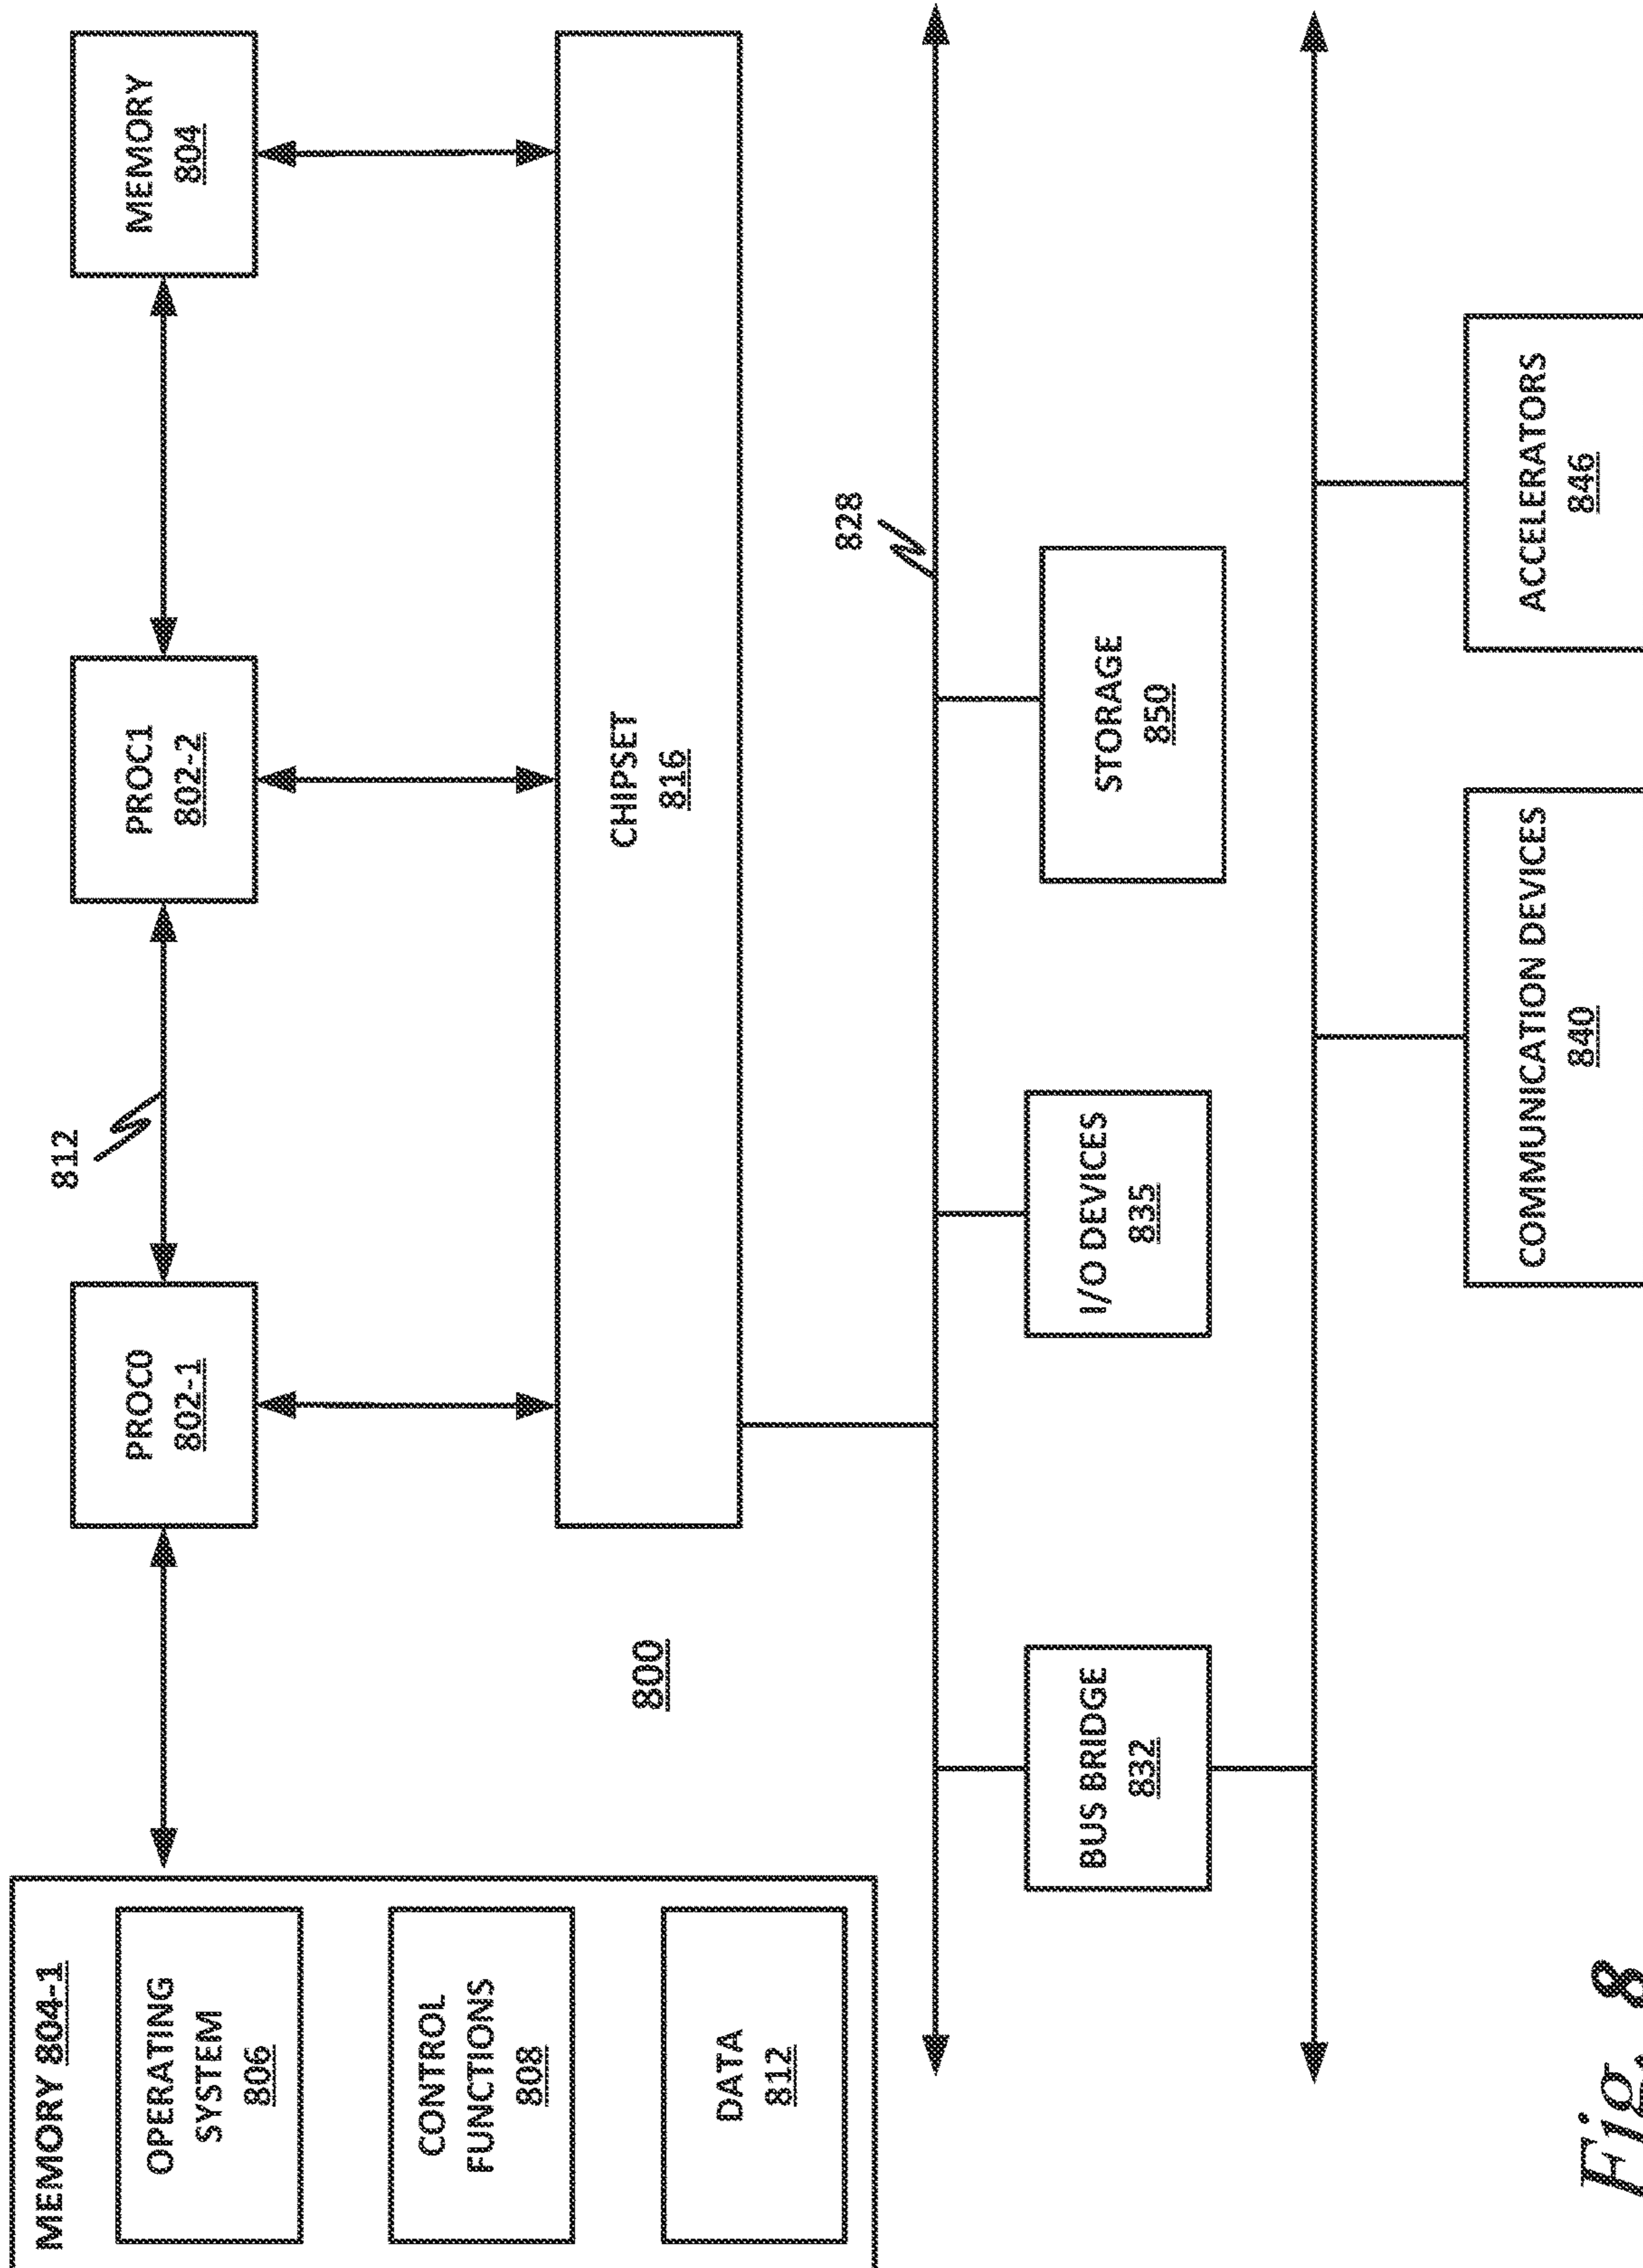 MEMORY 804-1
OPERATING
SYSTEM
806
CONTROL
FUNCTIONS
808
DATA
812
PROC0
802-1
812
PROC1
802-2
MEMORY
804
CHIPSET
816
800
828
BUS BRIDGE
832
I/O DEVICES
835
STORAGE
850
COMMUNICATION DEVICES
840
ACCELERATORS
846
Fig. 8